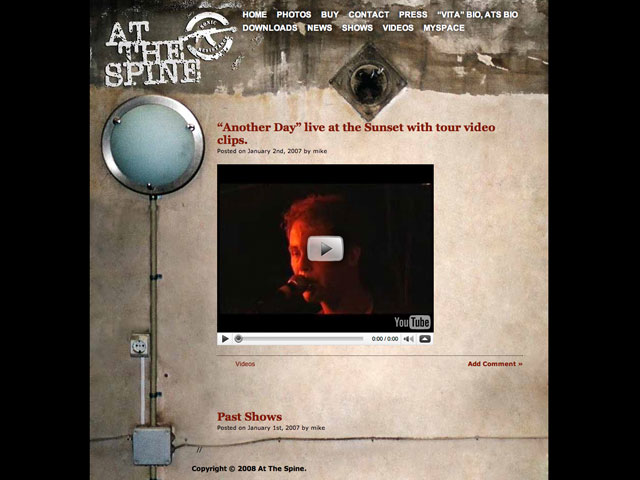 AT
THE
SPINE
SONIC
RESISTANCE
HOME PHOTOS BUY CONTACT PRESS "VITA" BIO, ATS BIO
DOWNLOADS NEWS SHOWS VIDEOS MYSPACE
“Another Day” live at the Sunset with tour video
clips.
Posted on January 2nd, 2007 by mike
YouTube
0:00 / 0:00
Videos Add Comment »
Past Shows
Posted on January 1st, 2007 by mike
//
Copyright © 2008 At The Spine.